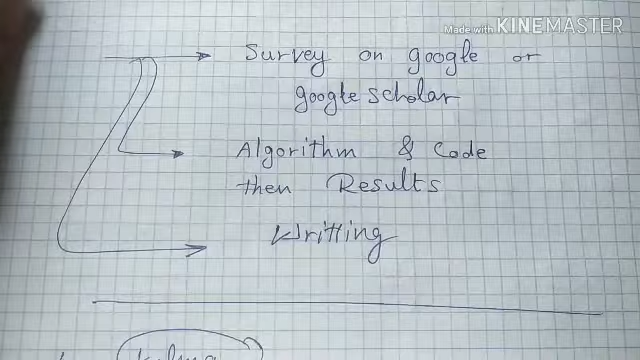 Made with KINEMASTER
Survey on google or
google scholar
Algorithm & Code
then Results
Writting